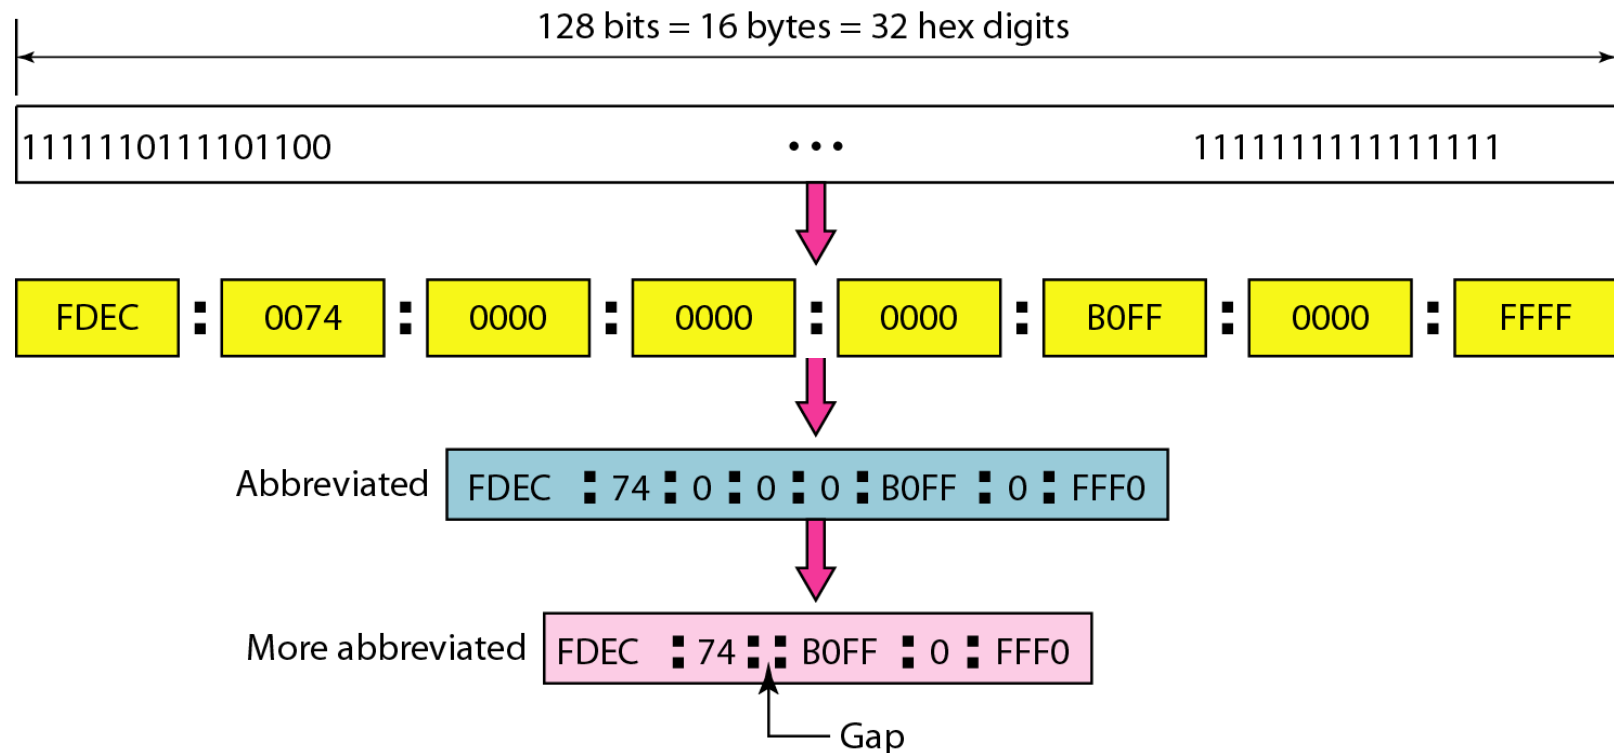 128 bits = 16 bytes = 32 hex digits
1111110111101100 ••• 1111111111111111
FDEC : 0074 : 0000 : 0000 : 0000 : B0FF : 0000 : FFFF
Abbreviated FDEC : 74 : 0 : 0 : 0 : B0FF : 0 : FFF0
More abbreviated FDEC : 74 : : B0FF : 0 : FFF0
Gap